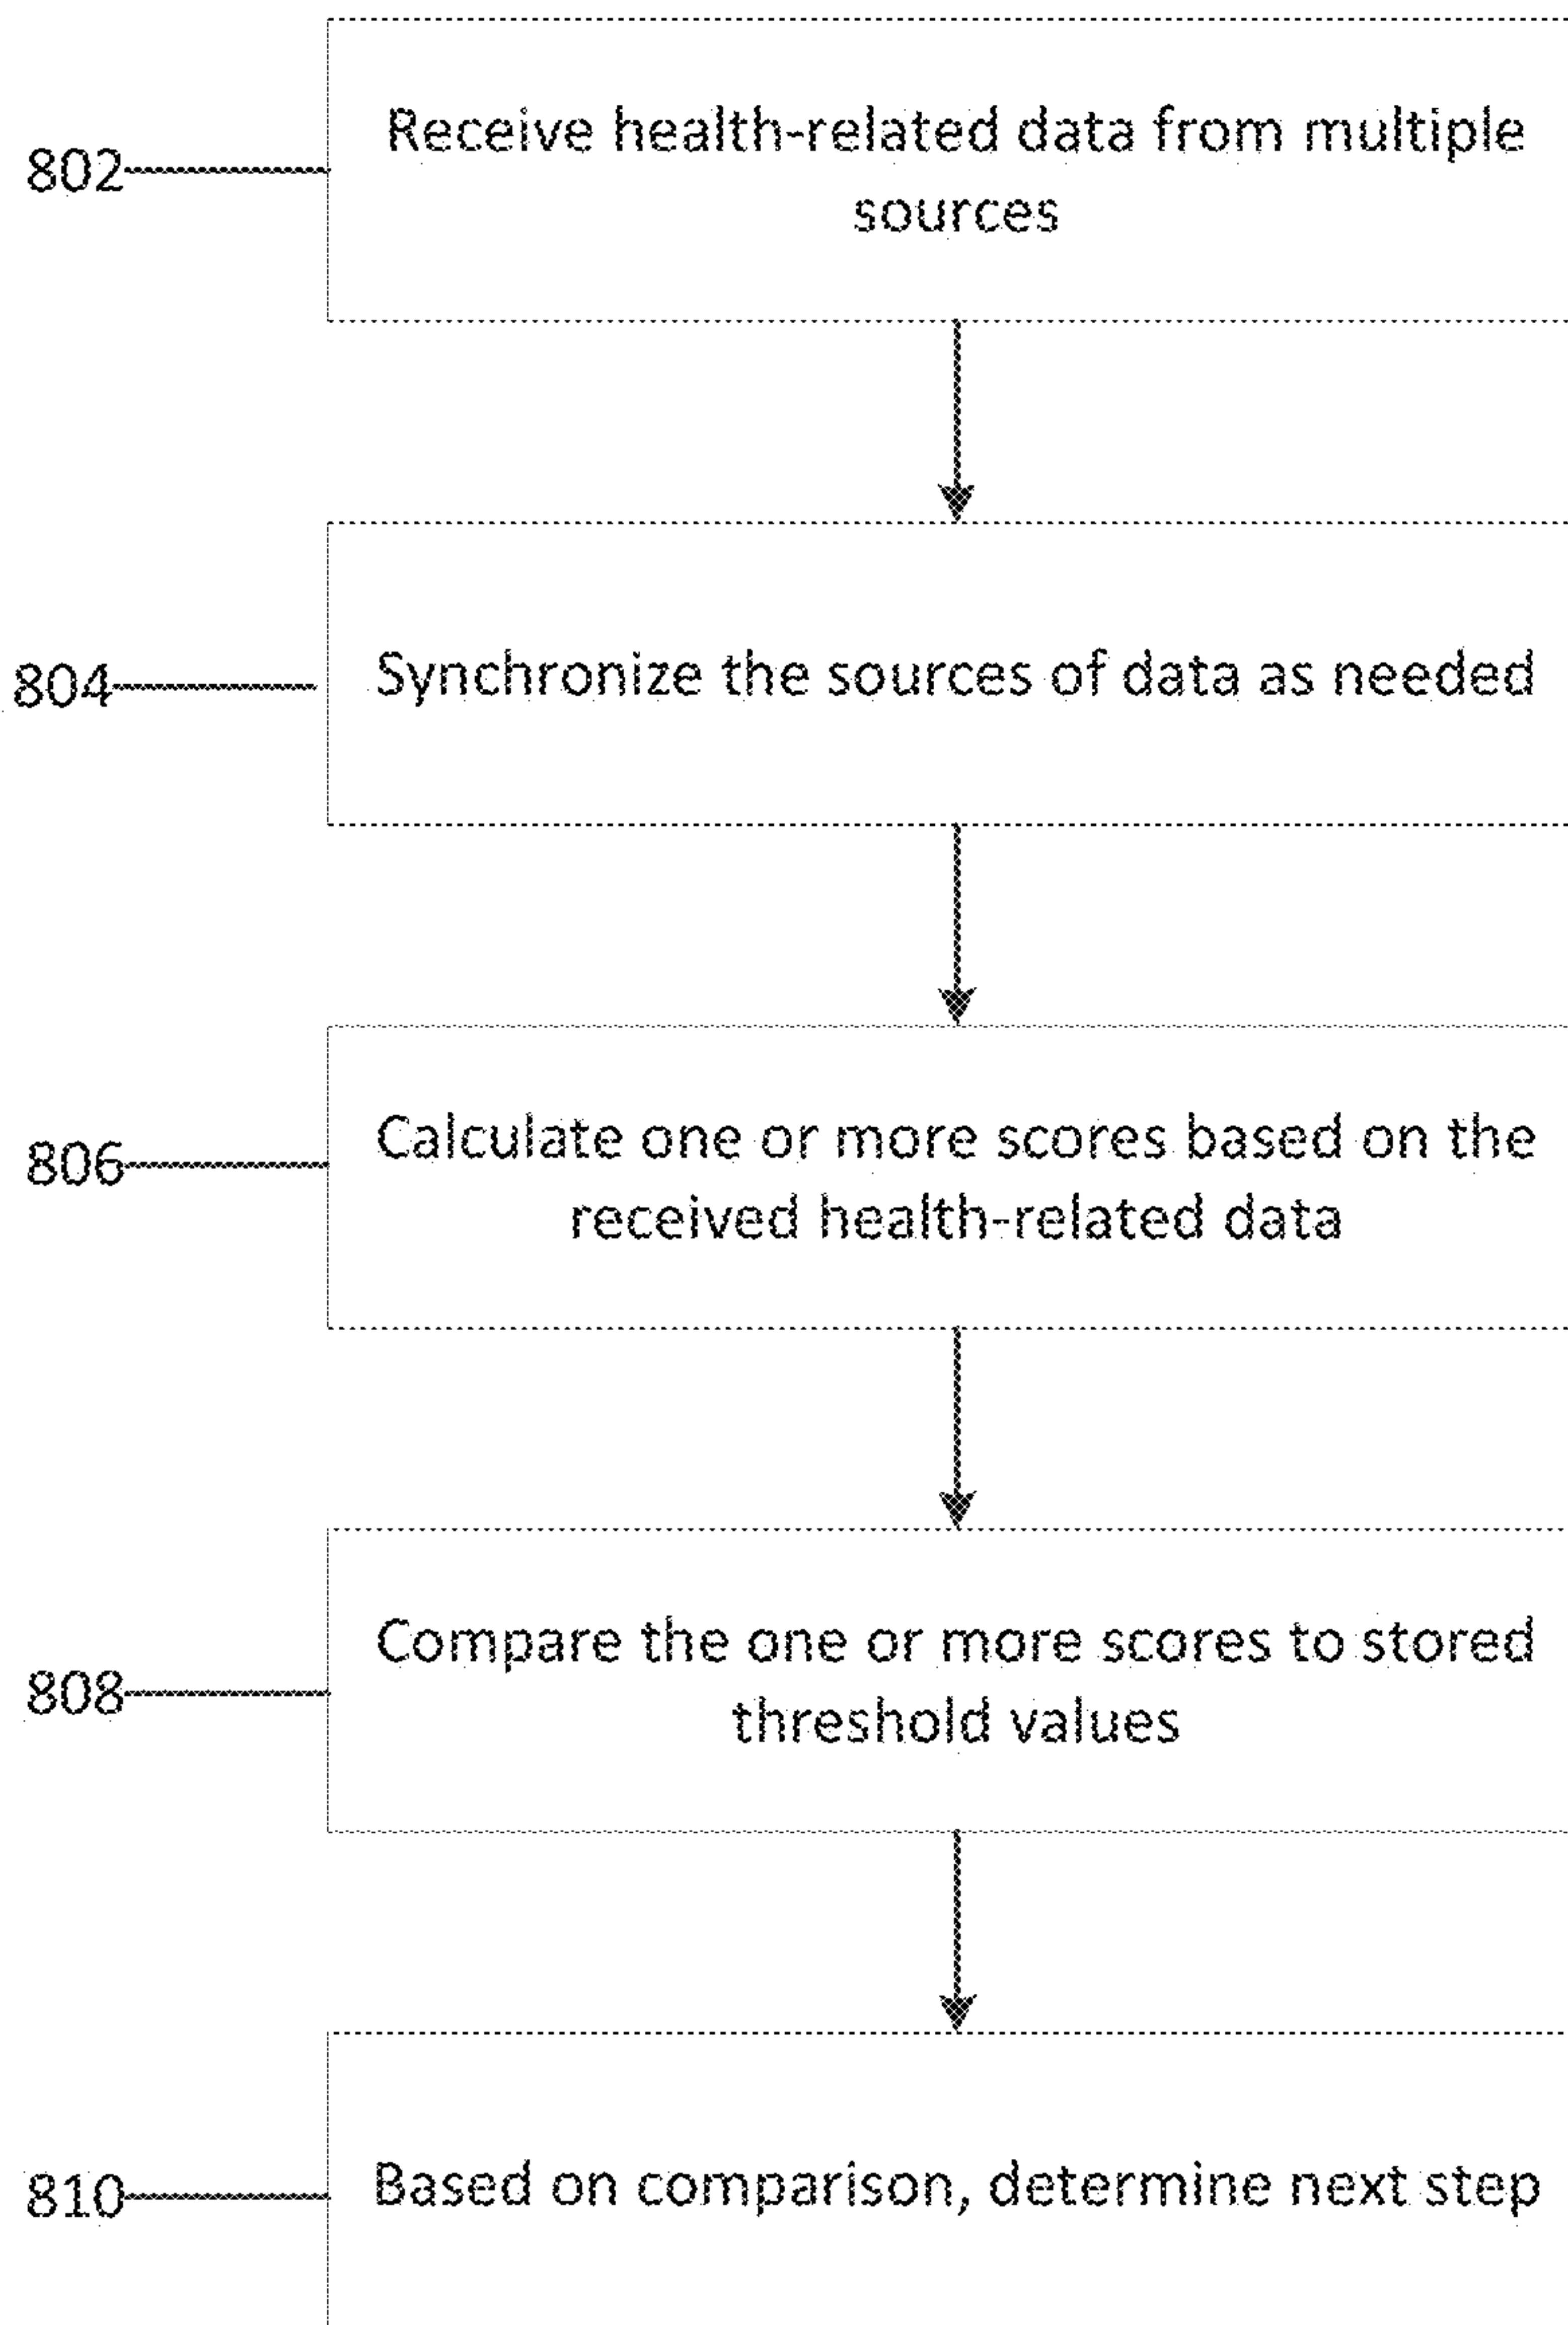 802
Receive health-related data from multiple
sources
804
Synchronize the sources of data as needed
806
Calculate one or more scores based on the
received health-related data
808
Compare the one or more scores to stored
threshold values
810
Based on comparison, determine next step